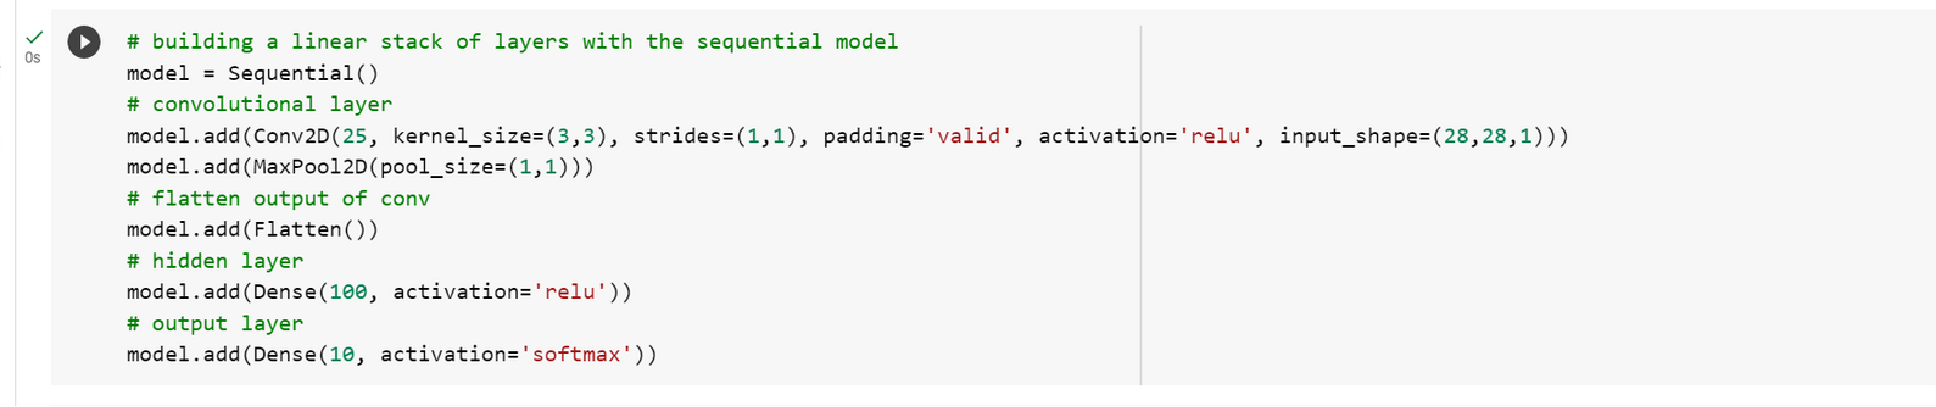 0s
# building a linear stack of layers with the sequential model
model = Sequential()
# convolutional layer
model.add(Conv2D(25, kernel_size=(3,3), strides=(1,1), padding='valid', activation='relu', input_shape=(28,28,1)))
model.add(MaxPool2D(pool_size=(1,1)))
# flatten output of conv
model.add(Flatten())
# hidden layer
model.add(Dense(100, activation='relu'))
# output layer
model.add(Dense(10, activation='softmax'))